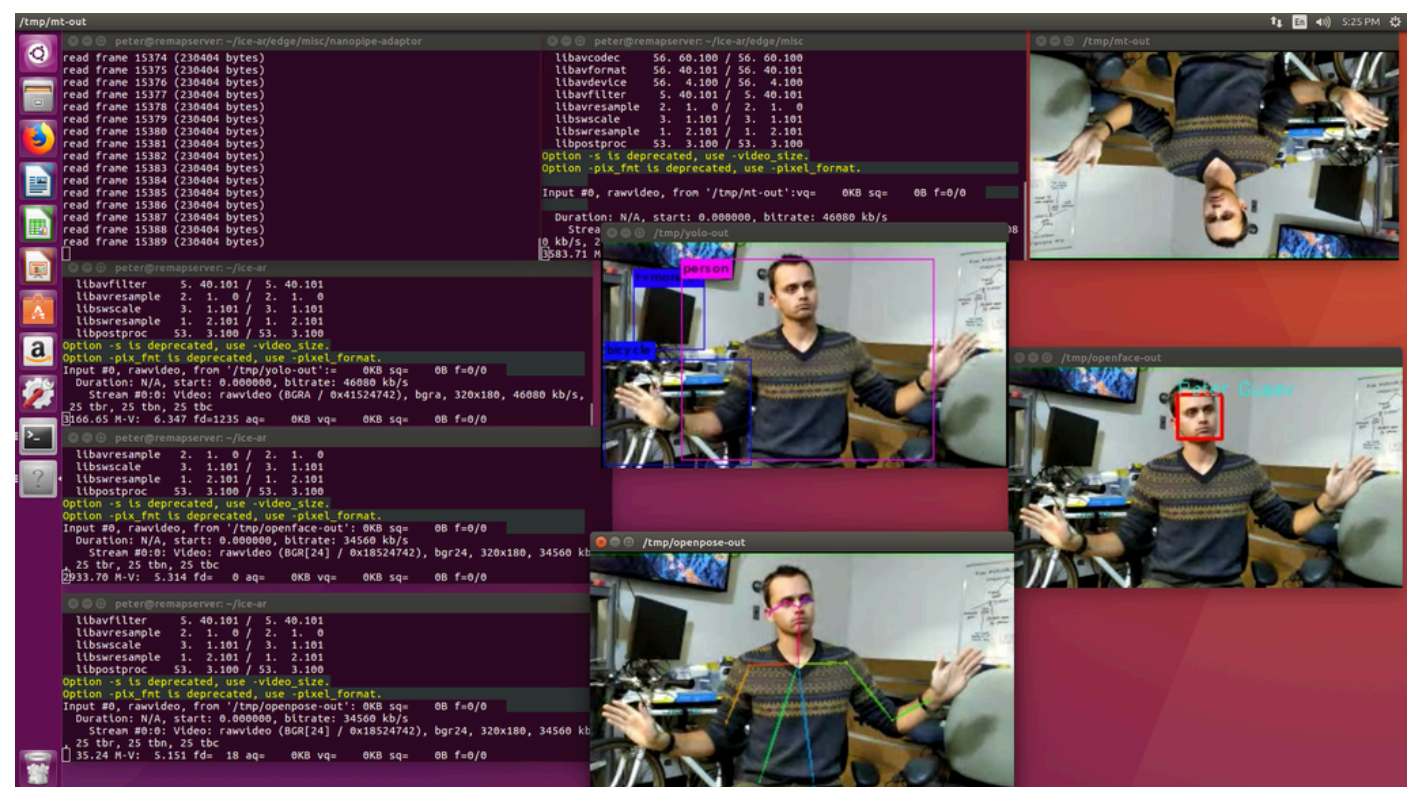 /tmp/mt-out
En
5:25 PM
peter@remapserver: ~/ice-ar/edge/misc/nanopipe-adaptor
read frame 15374 (230404 bytes)
read frame 15375 (230404 bytes)
read frame 15376 (230404 bytes)
read frame 15377 (230404 bytes)
read frame 15378 (230404 bytes)
read frame 15379 (230404 bytes)
read frame 15380 (230404 bytes)
read frame 15381 (230404 bytes)
read frame 15382 (230404 bytes)
read frame 15383 (230404 bytes)
read frame 15384 (230404 bytes)
read frame 15385 (230404 bytes)
read frame 15386 (230404 bytes)
read frame 15387 (230404 bytes)
read frame 15388 (230404 bytes)
read frame 15389 (230404 bytes)
peter@remapserver: ~/ice-ar/edge/misc
libavcodec 56. 60.100 / 56. 60.100
libavformat 56. 40.101 / 56. 40.101
libavdevice 56. 4.100 / 56. 4.100
libavfilter 5. 40.101 / 5. 40.101
libavresample 2. 1. 0 / 2. 1. 0
libswscale 3. 1.101 / 3. 1.101
libswresample 1. 2.101 / 1. 2.101
libpostproc 53. 3.100 / 53. 3.100
Option -s is deprecated, use -video_size.
Option -pix_fmt is deprecated, use -pixel_format.
Input #0, rawvideo, from '/tmp/mt-out':vq= 0KB sq= 0B f=0/0
Duration: N/A, start: 0.000000, bitrate: 46080 kb/s
Strea
0 kb/s, 2
3583.71 M
/tmp/mt-out
peter@remapserver: ~/ice-ar
libavfilter 5. 40.101 / 5. 40.101
libavresample 2. 1. 0 / 2. 1. 0
libswscale 3. 1.101 / 3. 1.101
libswresample 1. 2.101 / 1. 2.101
libpostproc 53. 3.100 / 53. 3.100
Option -s is deprecated, use -video_size.
Option -pix_fmt is deprecated, use -pixel_format.
Input #0, rawvideo, from '/tmp/yolo-out':= 0KB sq= 0B f=0/0
Duration: N/A, start: 0.000000, bitrate: 46080 kb/s
Stream #0:0: Video: rawvideo (BGRA / 0x41524742), bgra, 320x180, 46080 kb/s,
25 tbr, 25 tbn, 25 tbc
3166.65 M-V: 6.347 fd=1235 aq= 0KB vq= 0KB sq= 0B f=0/0
/tmp/yolo-out
person
bicycle
/tmp/openface-out
Peter Gusev
peter@remapserver: ~/ice-ar
libavresample 2. 1. 0 / 2. 1. 0
libswscale 3. 1.101 / 3. 1.101
libswresample 1. 2.101 / 1. 2.101
libpostproc 53. 3.100 / 53. 3.100
Option -s is deprecated, use -video_size.
Option -pix_fmt is deprecated, use -pixel_format.
Input #0, rawvideo, from '/tmp/openface-out': 0KB sq= 0B f=0/0
Duration: N/A, start: 0.000000, bitrate: 34560 kb/s
Stream #0:0: Video: rawvideo (BGR[24] / 0x18524742), bgr24, 320x180, 34560 kb
, 25 tbr, 25 tbn, 25 tbc
2933.70 M-V: 5.314 fd= 0 aq= 0KB vq= 0KB sq= 0B f=0/0
/tmp/openpose-out
peter@remapserver: ~/ice-ar
libavfilter 5. 40.101 / 5. 40.101
libavresample 2. 1. 0 / 2. 1. 0
libswscale 3. 1.101 / 3. 1.101
libswresample 1. 2.101 / 1. 2.101
libpostproc 53. 3.100 / 53. 3.100
Option -s is deprecated, use -video_size.
Option -pix_fmt is deprecated, use -pixel_format.
Input #0, rawvideo, from '/tmp/openpose-out': 0KB sq= 0B f=0/0
Duration: N/A, start: 0.000000, bitrate: 34560 kb/s
Stream #0:0: Video: rawvideo (BGR[24] / 0x18524742), bgr24, 320x180, 34560 kb
, 25 tbr, 25 tbn, 25 tbc
35.24 M-V: 5.151 fd= 18 aq= 0KB vq= 0KB sq= 0B f=0/0